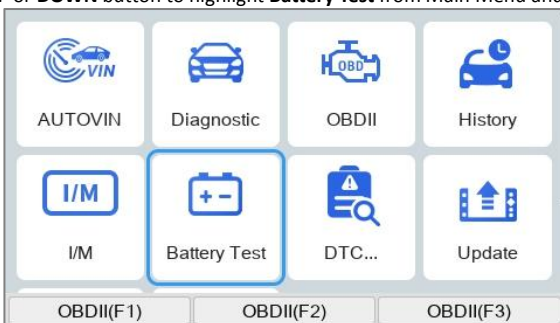 or DOWN button to highlight Battery Test from Main Menu and
VIN
OBD
AUTOVIN Diagnostic OBDII History
I/M
I/M Battery Test DTC... Update
OBDII(F1) OBDII(F2) OBDII(F3)